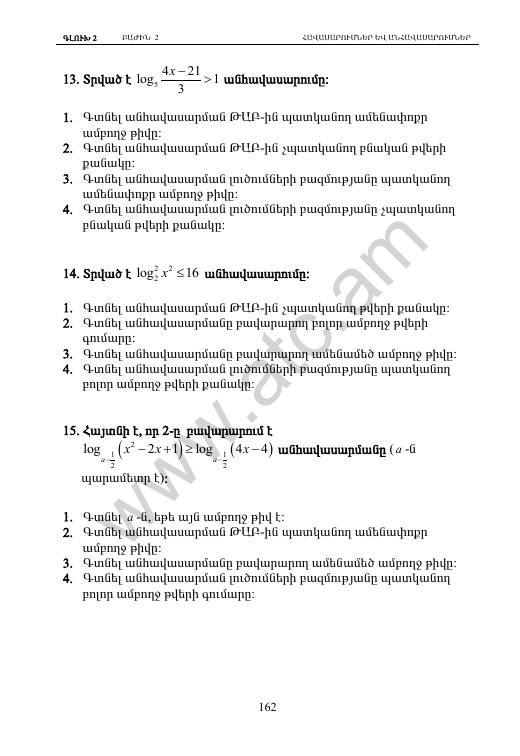 ԳԼՈՒԽ 2 ԲԱԺԻՆ 2 ՀԱՎԱՍԱՐՈՒՄՆԵՐ ԵՎ ԱՆՀԱՎԱՍԱՐՈՒՄՆԵՐ
13. Տրված է log₅ (4x − 21)/3 > 1 անհավասարումը:
1. Գտնել անհավասարման ԹԱԲ-ին պատկանող ամենափոքր
ամբողջ թիվը:
2. Գտնել անհավասարման ԹԱԲ-ին չպատկանող բնական թվերի
քանակը:
3. Գտնել անհավասարման լուծումների բազմությանը պատկանող
ամենափոքր ամբողջ թիվը:
4. Գտնել անհավասարման լուծումների բազմությանը չպատկանող
բնական թվերի քանակը:
14. Տրված է log₂² x² ≤ 16 անհավասարումը:
1. Գտնել անհավասարման ԹԱԲ-ին չպատկանող թվերի քանակը:
2. Գտնել անհավասարմանը բավարարող բոլոր ամբողջ թվերի
գումարը:
3. Գտնել անհավասարմանը բավարարող ամենամեծ ամբողջ թիվը:
4. Գտնել անհավասարման լուծումների բազմությանը պատկանող
բոլոր ամբողջ թվերի քանակը:
15. Հայտնի է, որ 2-ը բավարարում է
log_{a−1/2} (x² − 2x + 1) ≥ log_{a−1/2} (4x − 4) անհավասարմանը ( a -ն
պարամետր է):
1. Գտնել a -ն, եթե այն ամբողջ թիվ է:
2. Գտնել անհավասարման ԹԱԲ-ին պատկանող ամենափոքր
ամբողջ թիվը:
3. Գտնել անհավասարմանը բավարարող ամենամեծ ամբողջ թիվը:
4. Գտնել անհավասարման լուծումների բազմությանը պատկանող
բոլոր ամբողջ թվերի գումարը:
www.atc.am
162